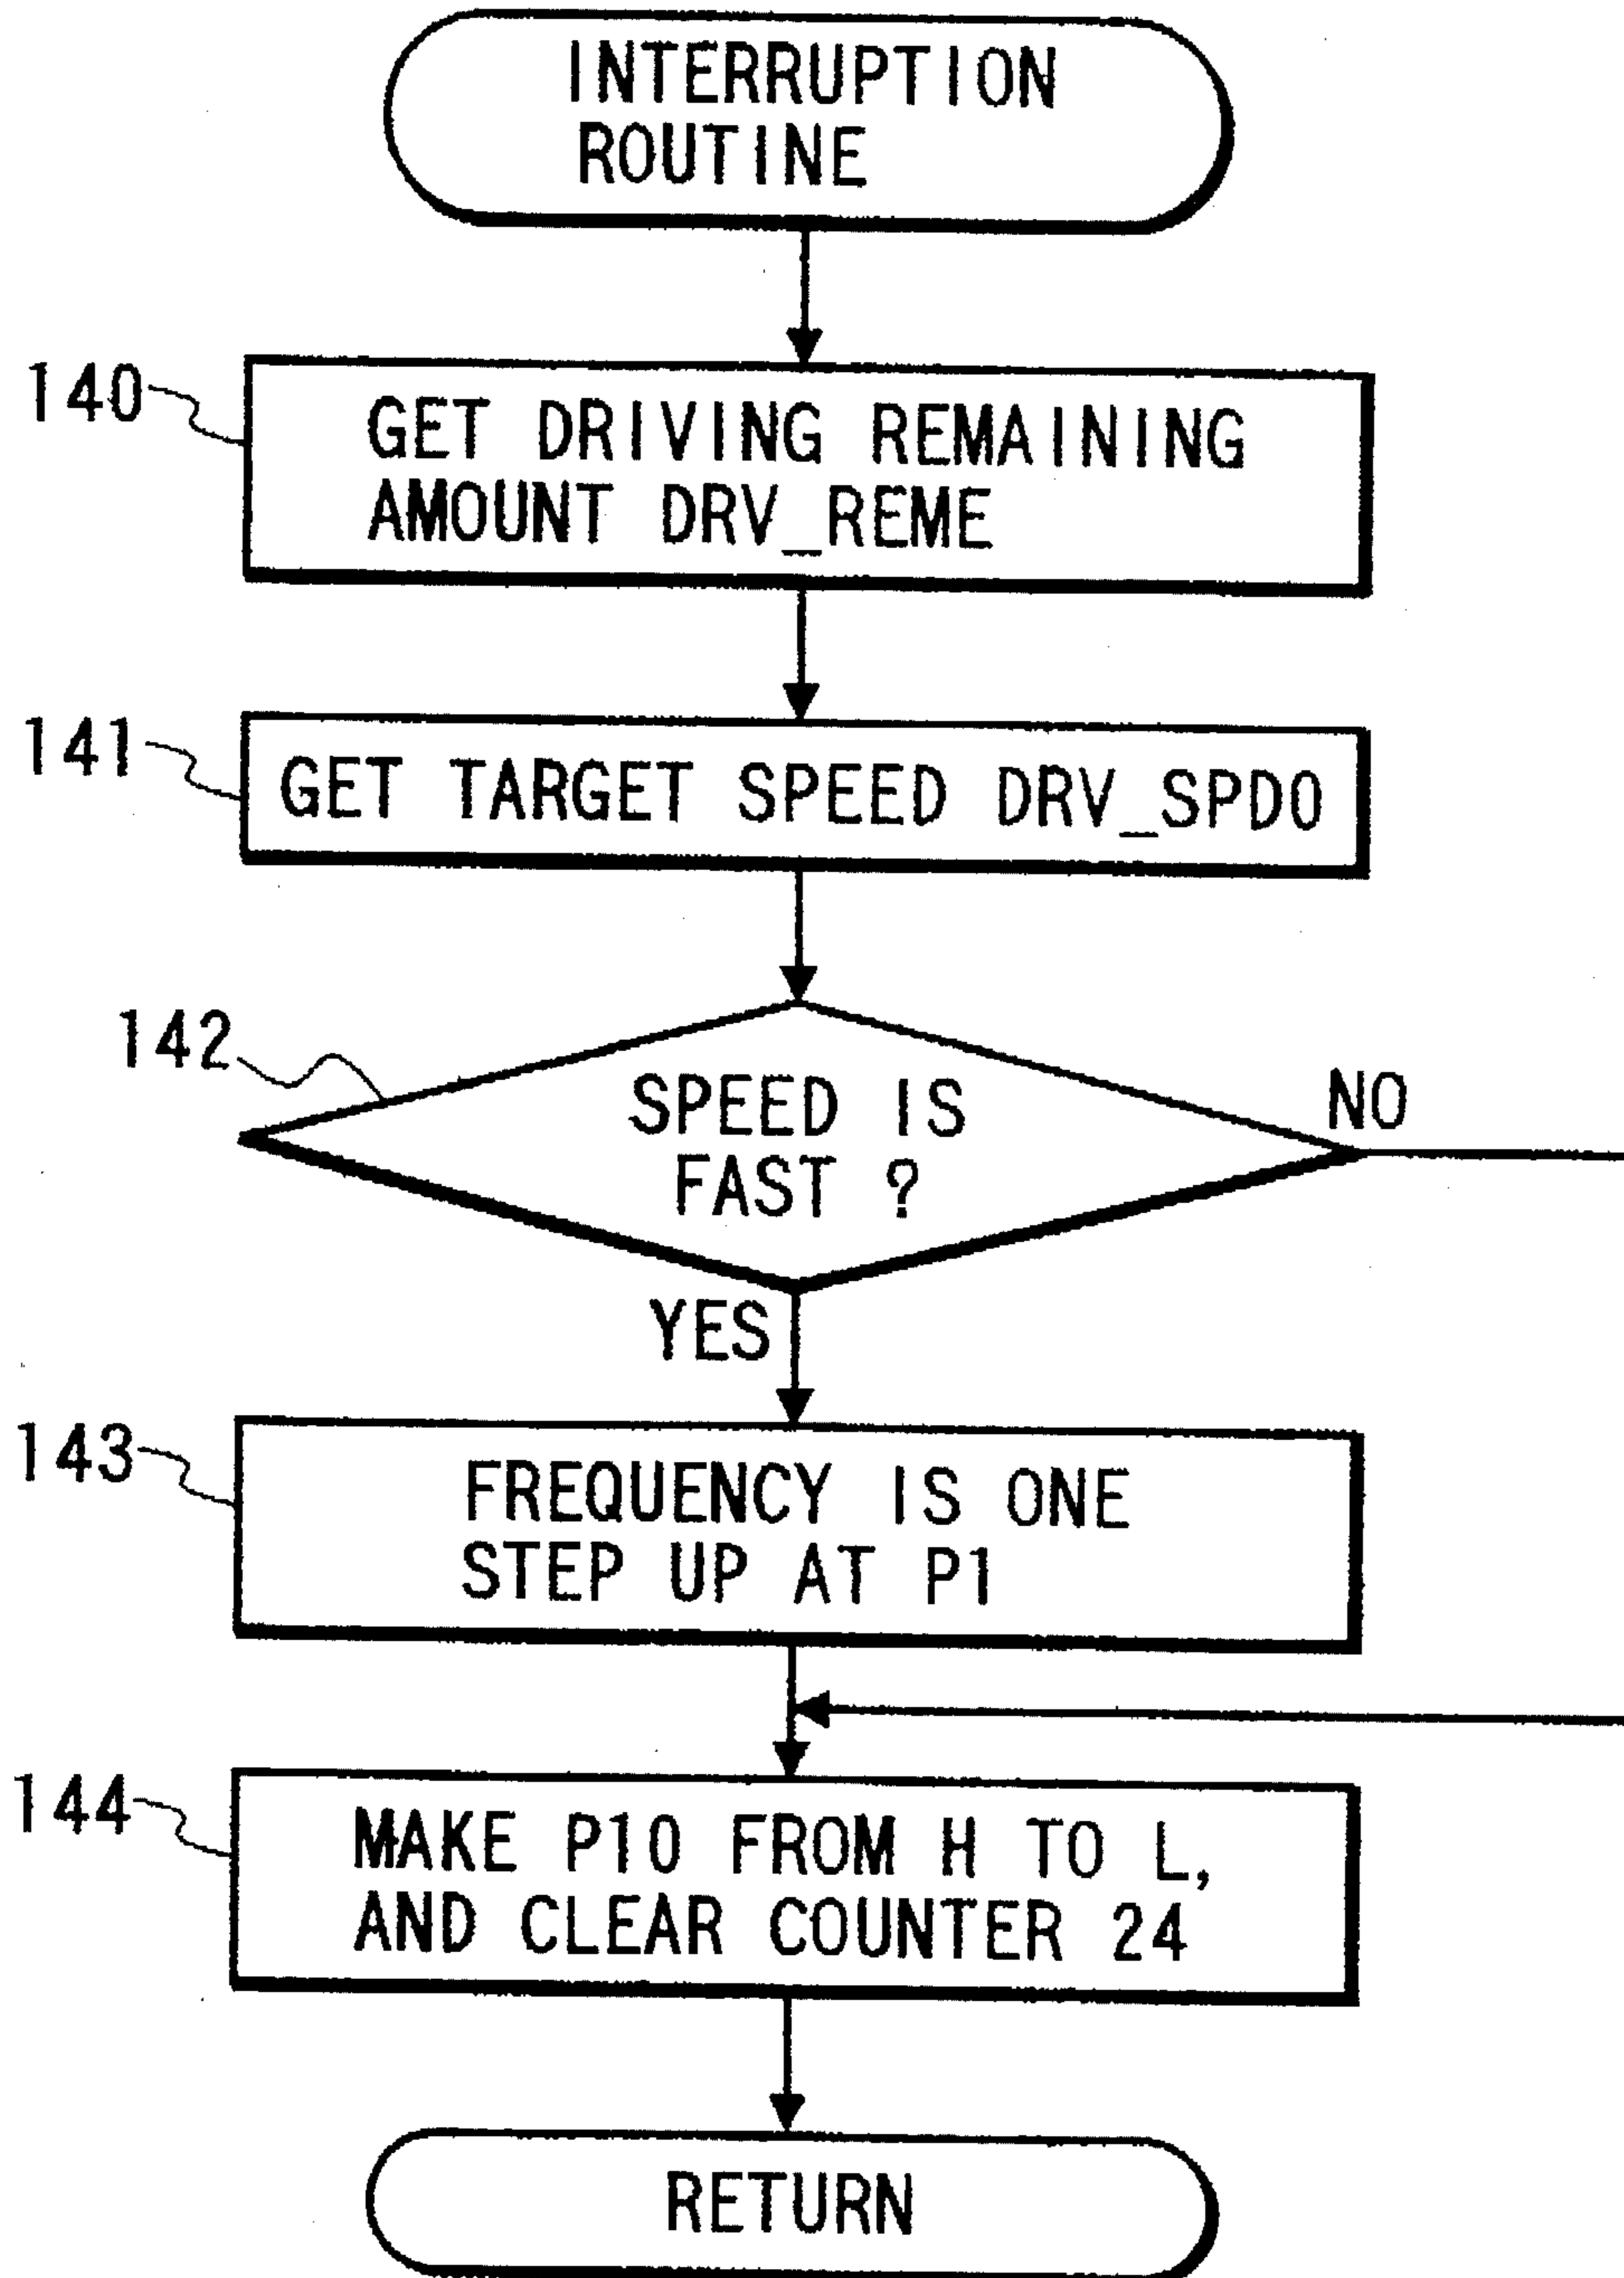 INTERRUPTION
ROUTINE
140
GET DRIVING REMAINING
AMOUNT DRV_REME
141
GET TARGET SPEED DRV_SPD0
142
SPEED IS
FAST ?
NO
YES
143
FREQUENCY IS ONE
STEP UP AT P1
144
MAKE P10 FROM H TO L,
AND CLEAR COUNTER 24
RETURN